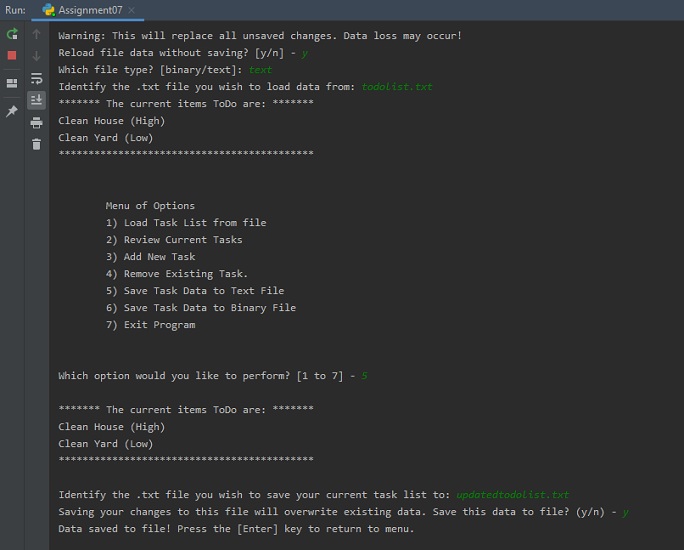 Run: Assignment07
Warning: This will replace all unsaved changes. Data loss may occur!
Reload file data without saving? [y/n] - y
Which file type? [binary/text]: text
Identify the .txt file you wish to load data from: todolist.txt
******* The current items ToDo are: *******
Clean House (High)
Clean Yard (Low)
*******************************************
Menu of Options
1) Load Task List from file
2) Review Current Tasks
3) Add New Task
4) Remove Existing Task.
5) Save Task Data to Text File
6) Save Task Data to Binary File
7) Exit Program
Which option would you like to perform? [1 to 7] - 5
******* The current items ToDo are: *******
Clean House (High)
Clean Yard (Low)
*******************************************
Identify the .txt file you wish to save your current task list to: updatedtodolist.txt
Saving your changes to this file will overwrite existing data. Save this data to file? (y/n) - y
Data saved to file! Press the [Enter] key to return to menu.